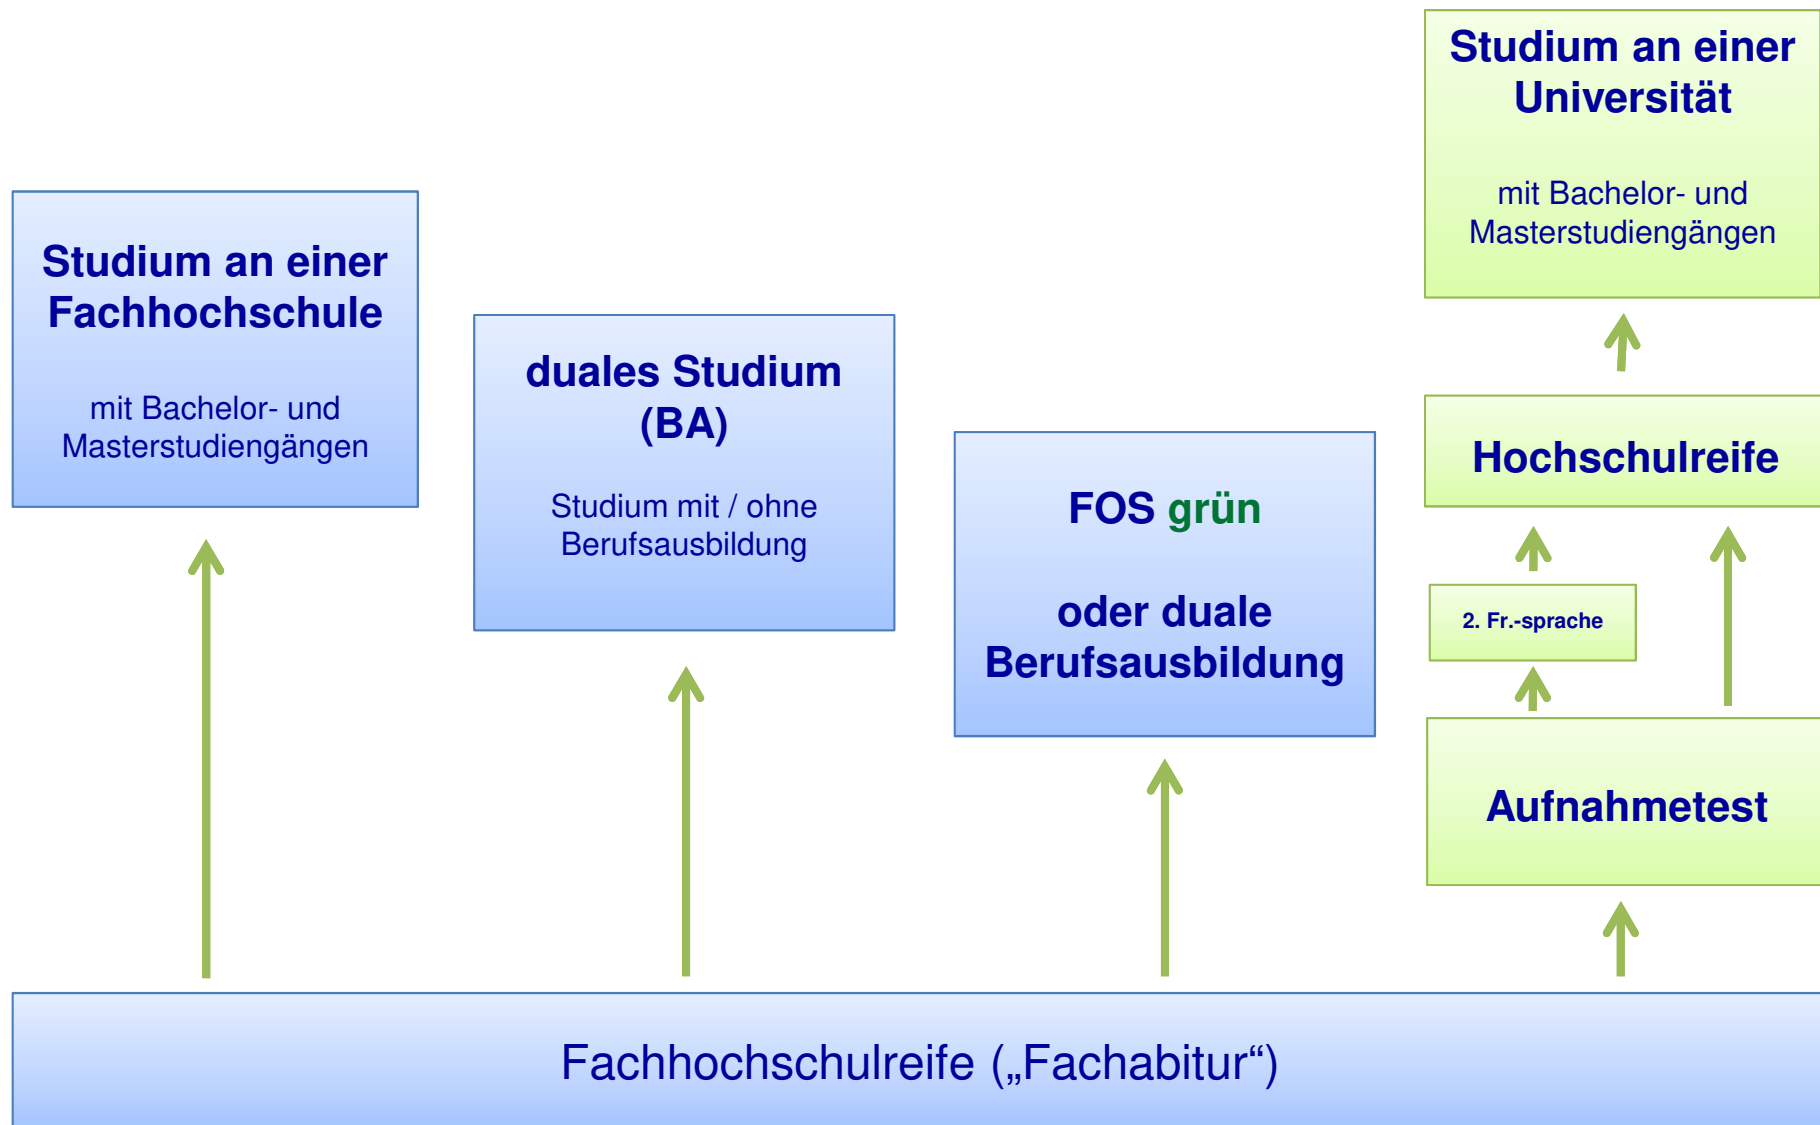 Studium an einer
Universität
mit Bachelor- und
Masterstudiengängen
Studium an einer
Fachhochschule
mit Bachelor- und
Masterstudiengängen
duales Studium
(BA)
Studium mit / ohne
Berufsausbildung
FOS grün
oder duale
Berufsausbildung
Hochschulreife
2. Fr.-sprache
Aufnahmetest
Fachhochschulreife („Fachabitur“)